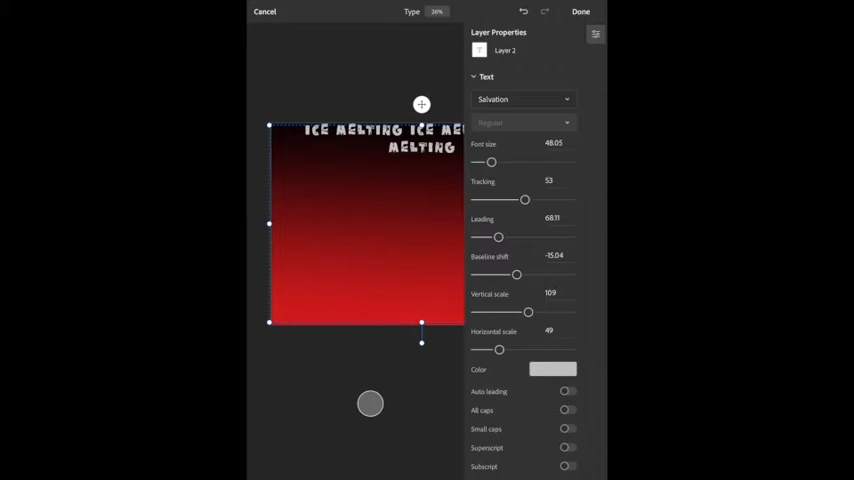 Cancel
Type 26%
Done
Layer Properties
T Layer 2
Text
Salvation
Regular
Font size 48.05
Tracking 53
Leading 68.11
Baseline shift -15.04
Vertical scale 109
Horizontal scale 49
Color
Auto leading
All caps
Small caps
Superscript
Subscript
ICE MELTING ICE
MELTING